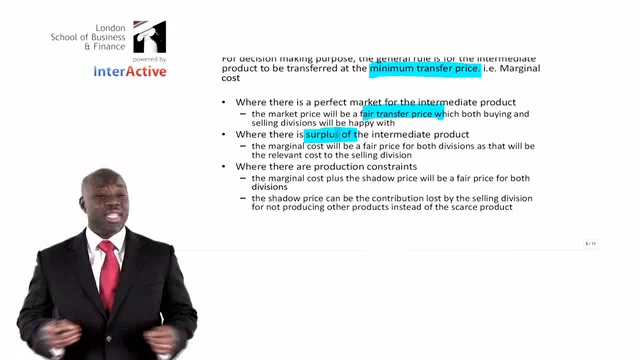 London
School of Business
& Finance
powered by
InterActive
For decision making purpose, the general rule is for the intermediate
product to be transferred at the minimum transfer price. i.e. Marginal
cost
• Where there is a perfect market for the intermediate product
– the market price will be a fair transfer price which both buying and
selling divisions will be happy with
• Where there is surplus of the intermediate product
– the marginal cost will be a fair price for both divisions as that will be
the relevant cost to the selling division
• Where there are production constraints
– the marginal cost plus the shadow price will be a fair price for both
divisions
– the shadow price can be the contribution lost by the selling division
for not producing other products instead of the scarce product
6 / 11